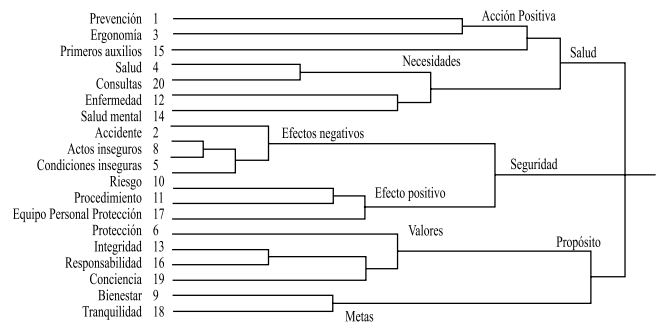 Prevención 1
Acción Positiva
Ergonomía 3
Primeros auxilios 15
Salud
Salud 4
Necesidades
Consultas 20
Enfermedad 12
Salud mental 14
Accidente 2
Efectos negativos
Actos inseguros 8
Condiciones inseguras 5
Seguridad
Riesgo 10
Procedimiento 11
Efecto positivo
Equipo Personal Protección 17
Protección 6
Valores
Integridad 13
Propósito
Responsabilidad 16
Conciencia 19
Bienestar 9
Tranquilidad 18
Metas